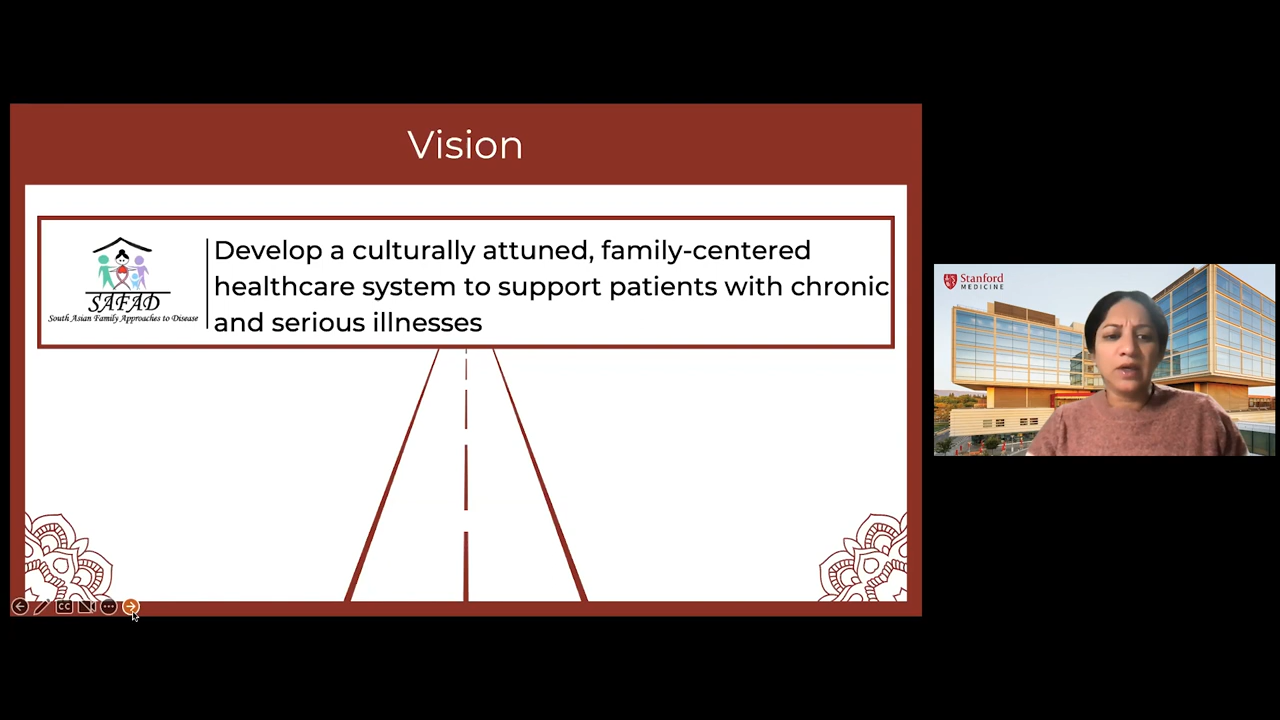 Vision
SAFAD
South Asian Family Approaches to Disease
Develop a culturally attuned, family-centered
healthcare system to support patients with chronic
and serious illnesses
CC
Stanford
MEDICINE